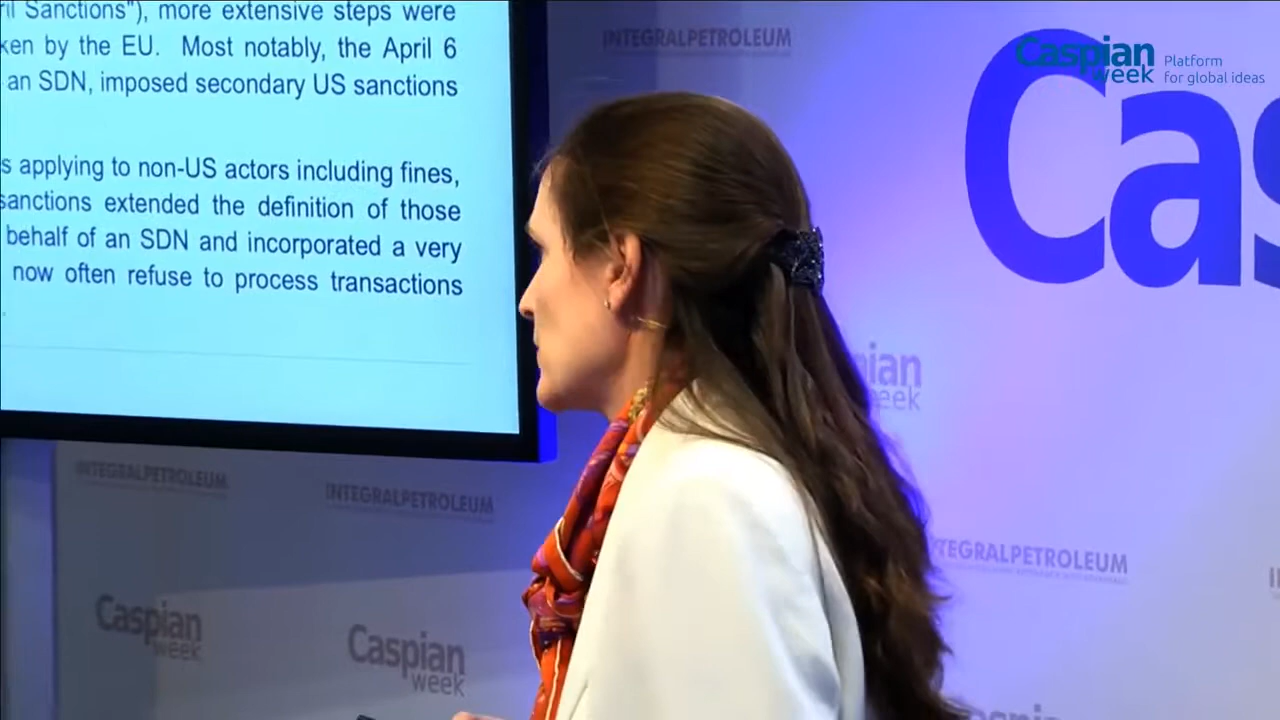 Sanctions"), more extensive steps were
by the EU. Most notably, the April 6
an SDN, imposed secondary US sanctions
applying to non-US actors including fines,
sanctions extended the definition of those
behalf of an SDN and incorporated a very
now often refuse to process transactions
INTEGRALPETROLEUM
Caspian
week
Platform
for global ideas
Cas
week
INTEGRALPETROLEUM
INTEGRALPETROLEUM
INTEGRALPETROLEUM
Caspian
week
Caspian
week